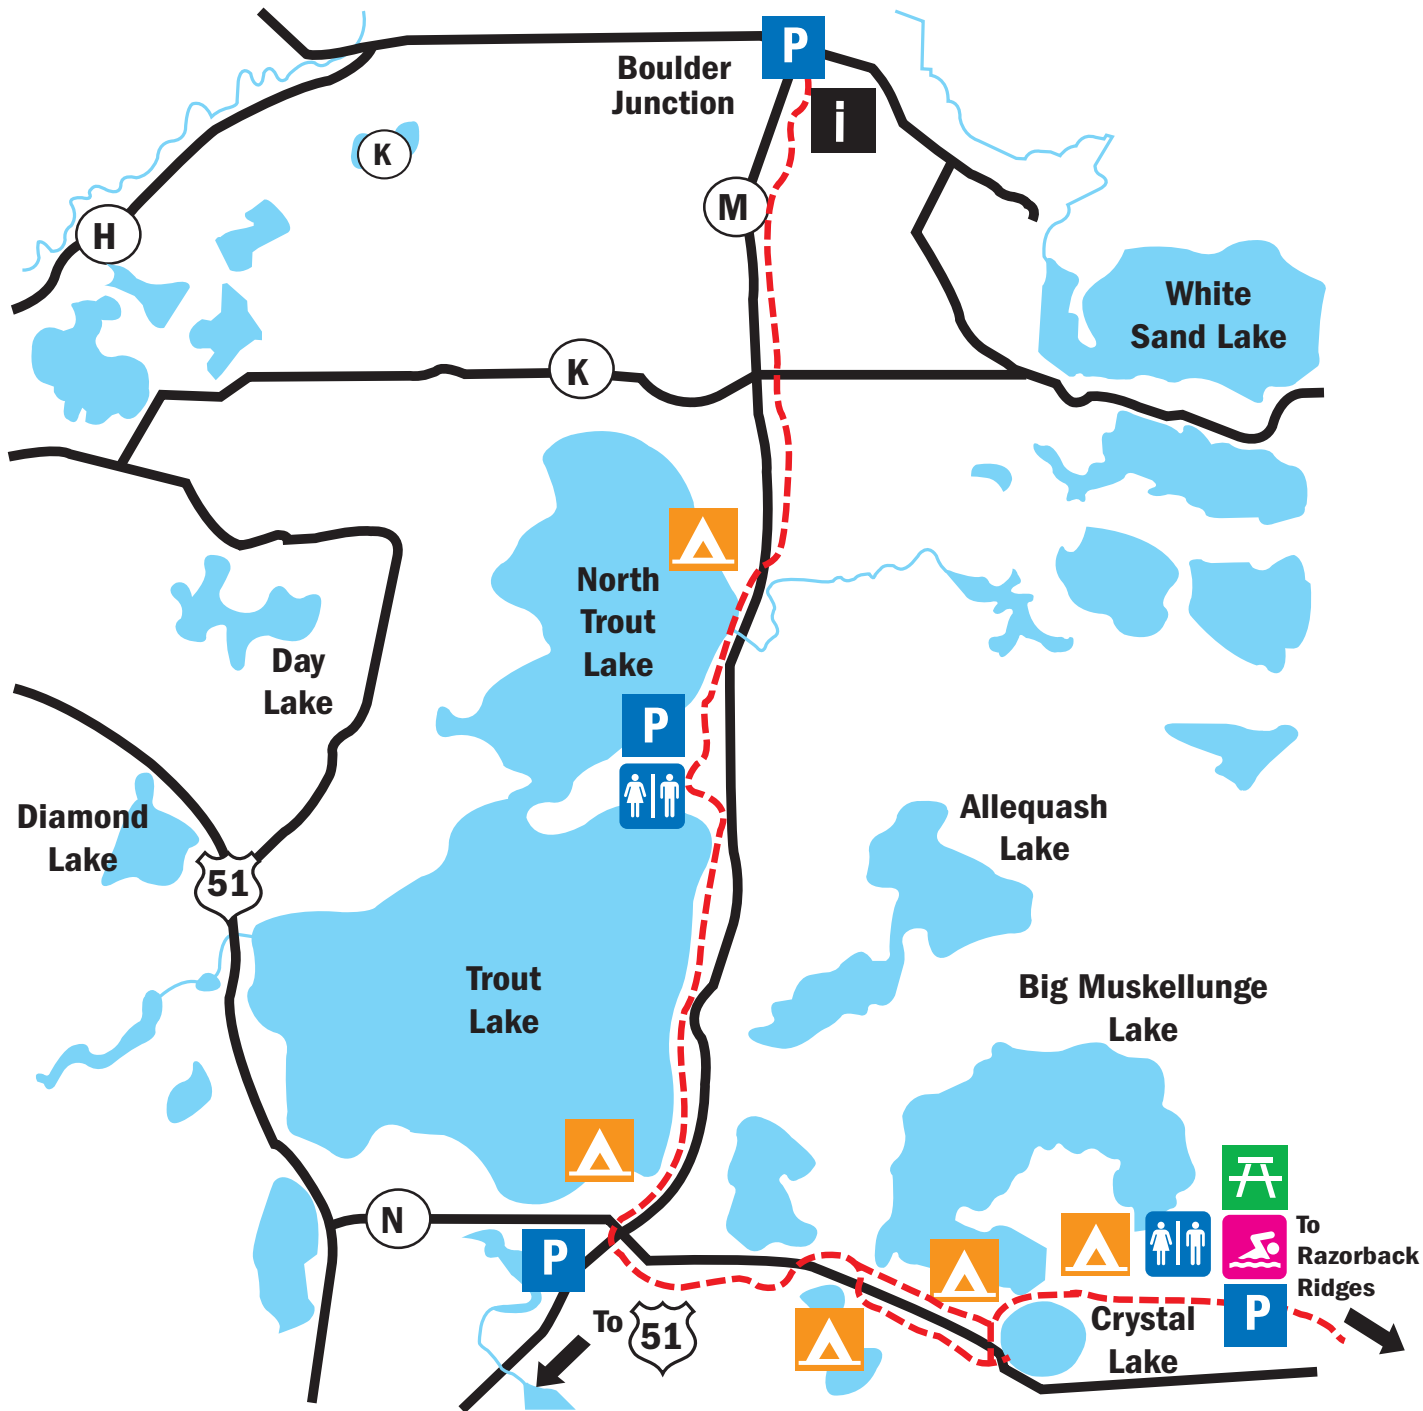 P
Boulder
Junction
i
K
M
H
White
Sand Lake
K
North
Trout
Lake
Day
Lake
P
Diamond
Lake
51
Allequash
Lake
Trout
Lake
Big Muskellunge
Lake
N
P
To
Razorback
Ridges
P
To
51
Crystal
Lake